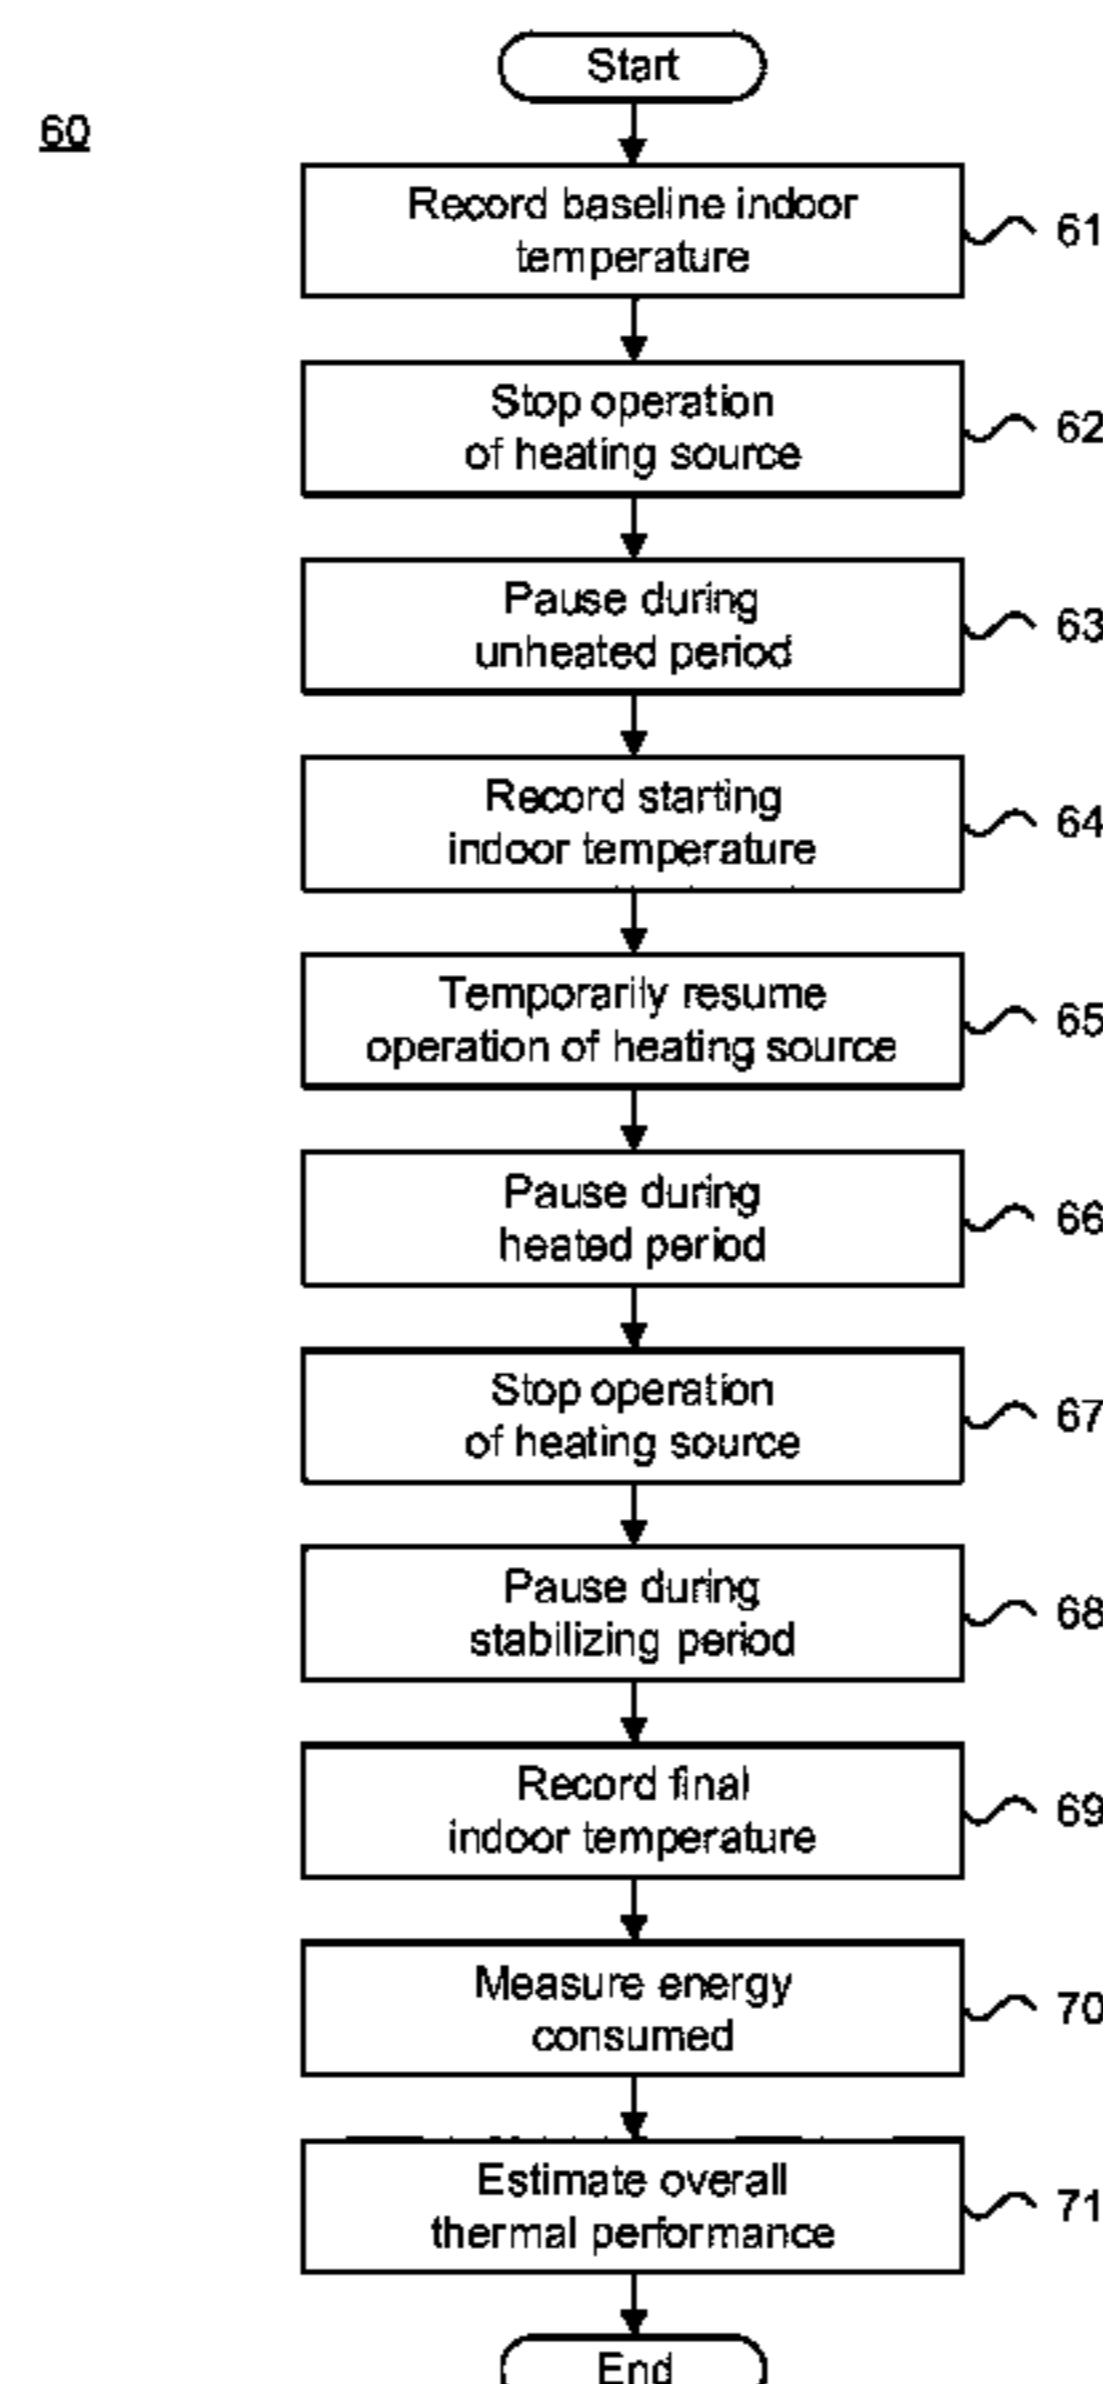 Start
60
Record baseline indoor
temperature
61
Stop operation
of heating source
62
Pause during
unheated period
63
Record starting
indoor temperature
64
Temporarily resume
operation of heating source
65
Pause during
heated period
66
Stop operation
of heating source
67
Pause during
stabilizing period
68
Record final
indoor temperature
69
Measure energy
consumed
70
Estimate overall
thermal performance
71
End